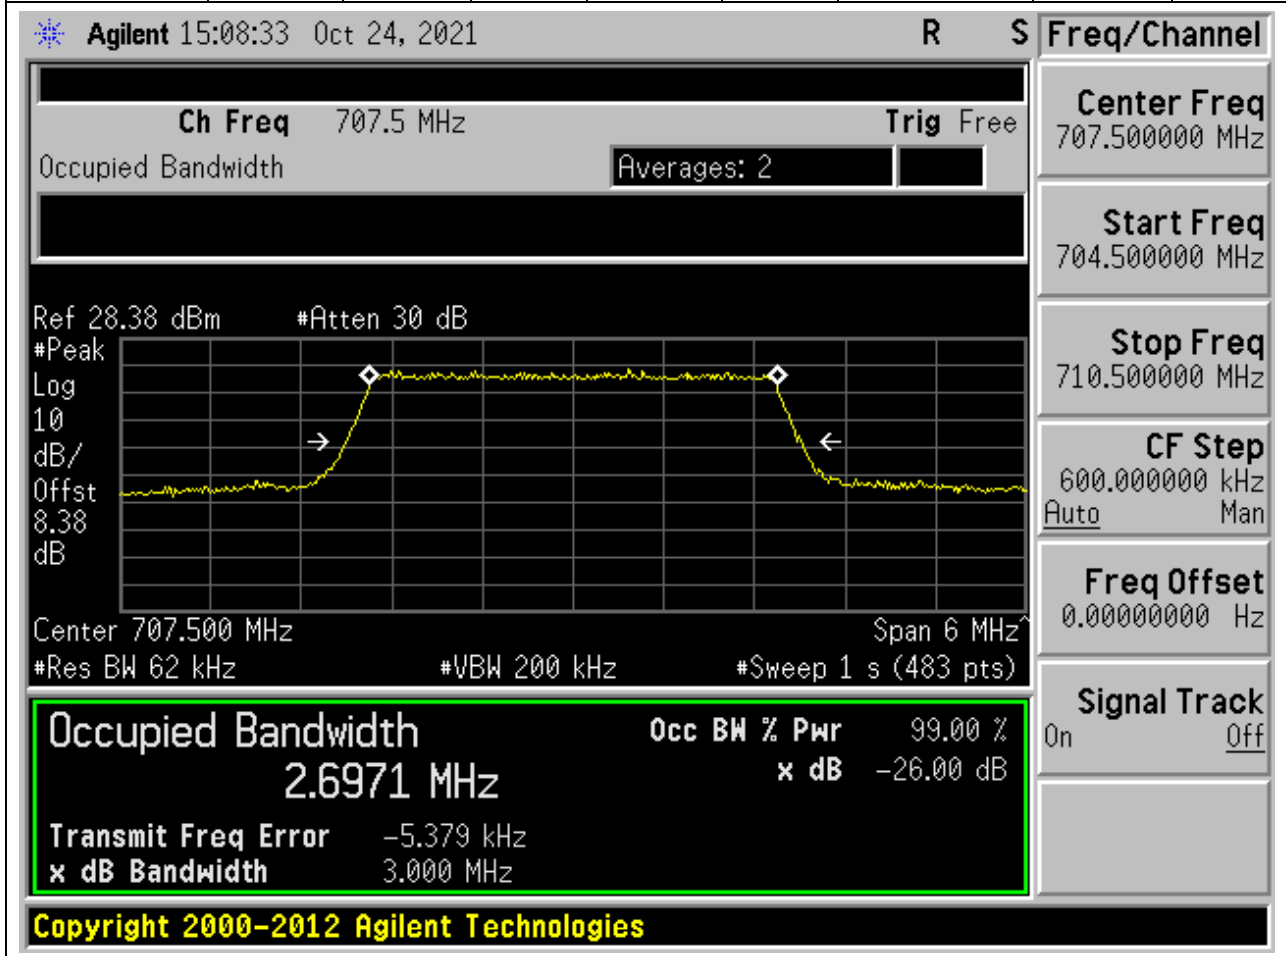 Agilent 15:08:33 Oct 24, 2021 R S Freq/Channel
Ch Freq 707.5 MHz Trig Free
Occupied Bandwidth Averages: 2
Center Freq
707.500000 MHz
Start Freq
704.500000 MHz
Stop Freq
710.500000 MHz
CF Step
600.000000 kHz
Auto Man
Freq Offset
0.00000000 Hz
Signal Track
On Off
Ref 28.38 dBm #Atten 30 dB
#Peak
Log
10
dB/
Offst
8.38
dB
Center 707.500 MHz Span 6 MHz^
#Res BW 62 kHz #VBW 200 kHz #Sweep 1 s (483 pts)
Occupied Bandwidth Occ BW % Pwr 99.00 %
2.6971 MHz x dB -26.00 dB
Transmit Freq Error -5.379 kHz
x dB Bandwidth 3.000 MHz
Copyright 2000-2012 Agilent Technologies